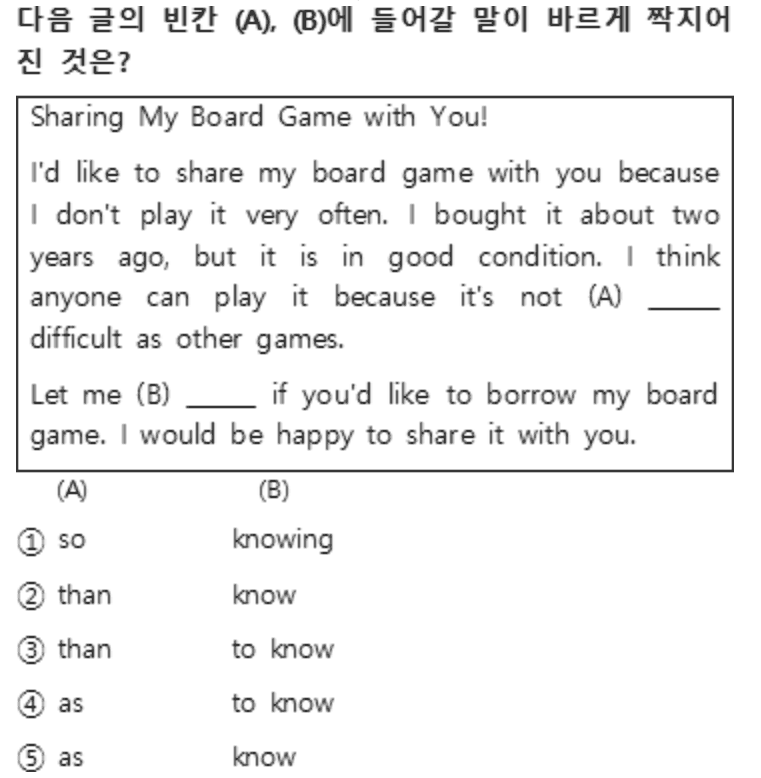 다음 글의 빈칸 (A), (B)에 들어갈 말이 바르게 짝지어
진 것은?
Sharing My Board Game with You!
I'd like to share my board game with you because
I don't play it very often. I bought it about two
years ago, but it is in good condition. I think
anyone can play it because it's not (A) _____
difficult as other games.
Let me (B) _____ if you'd like to borrow my board
game. I would be happy to share it with you.
(A) (B)
① so knowing
② than know
③ than to know
④ as to know
⑤ as know